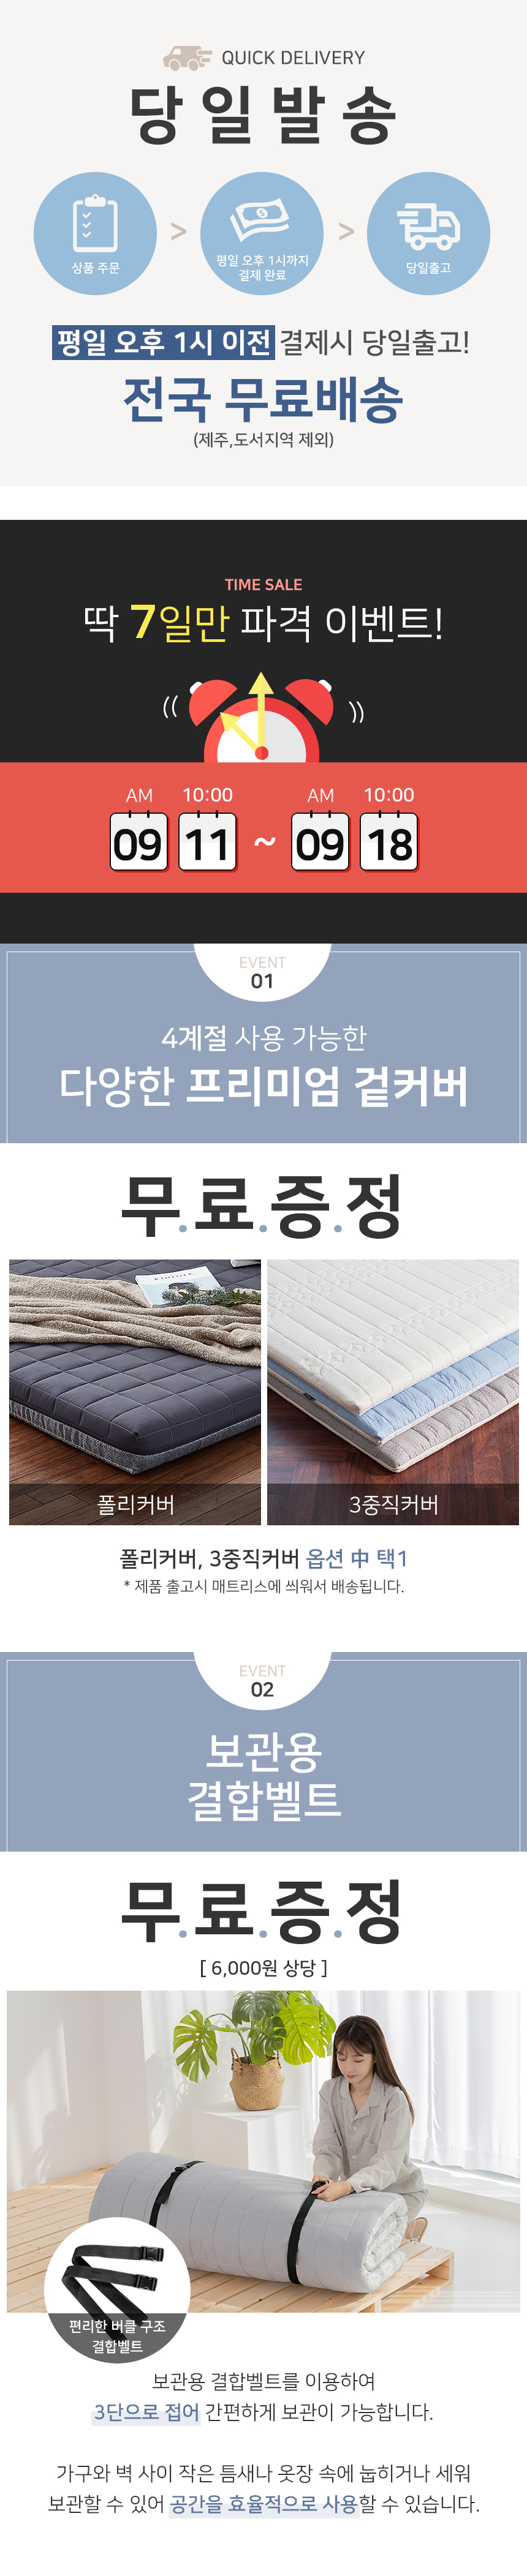 QUICK DELIVERY
당일발송
상품 주문
>
평일 오후 1시까지
결제 완료
>
당일출고
평일 오후 1시 이전 결제시 당일출고!
전국 무료배송
(제주,도서지역 제외)
TIME SALE
딱 7일만 파격 이벤트!
AM 10:00 AM 10:00
09 11 ~ 09 18
EVENT
01
4계절 사용 가능한
다양한 프리미엄 겉커버
무.료.증.정
폴리커버
3중직커버
폴리커버, 3중직커버 옵션 中 택1
* 제품 출고시 매트리스에 씌워서 배송됩니다.
EVENT
02
보관용
결합벨트
무.료.증.정
[ 6,000원 상당 ]
편리한 버클 구조
결합벨트
보관용 결합벨트를 이용하여
3단으로 접어 간편하게 보관이 가능합니다.
가구와 벽 사이 작은 틈새나 옷장 속에 눕히거나 세워
보관할 수 있어 공간을 효율적으로 사용할 수 있습니다.